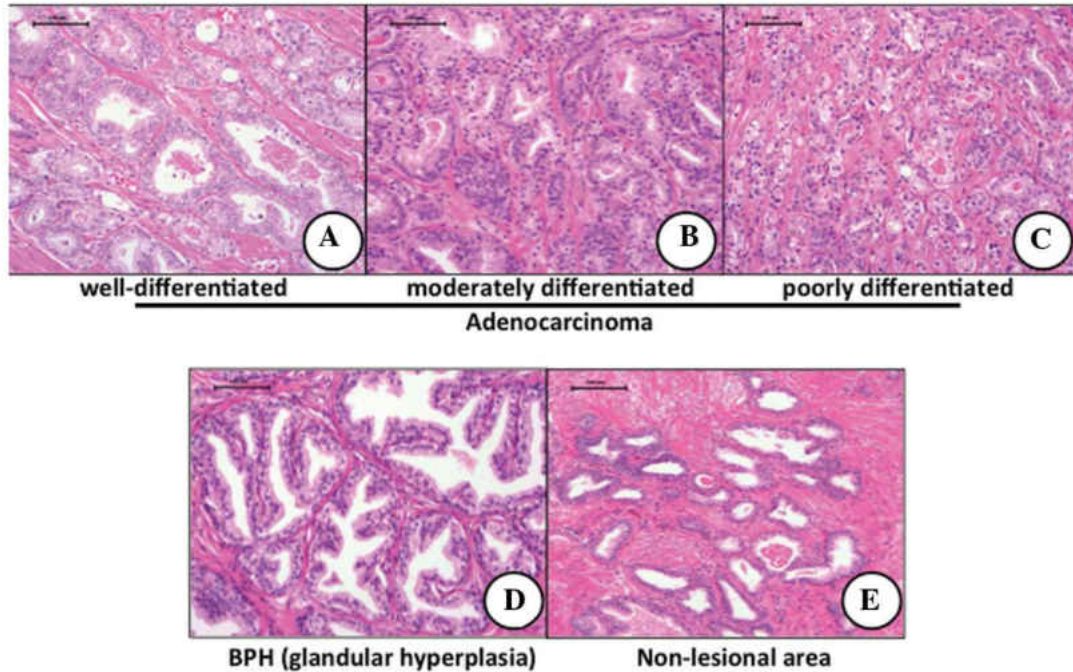 A
B
C
well-differentiated
moderately differentiated
poorly differentiated
Adenocarcinoma
D
E
BPH (glandular hyperplasia)
Non-lesional area